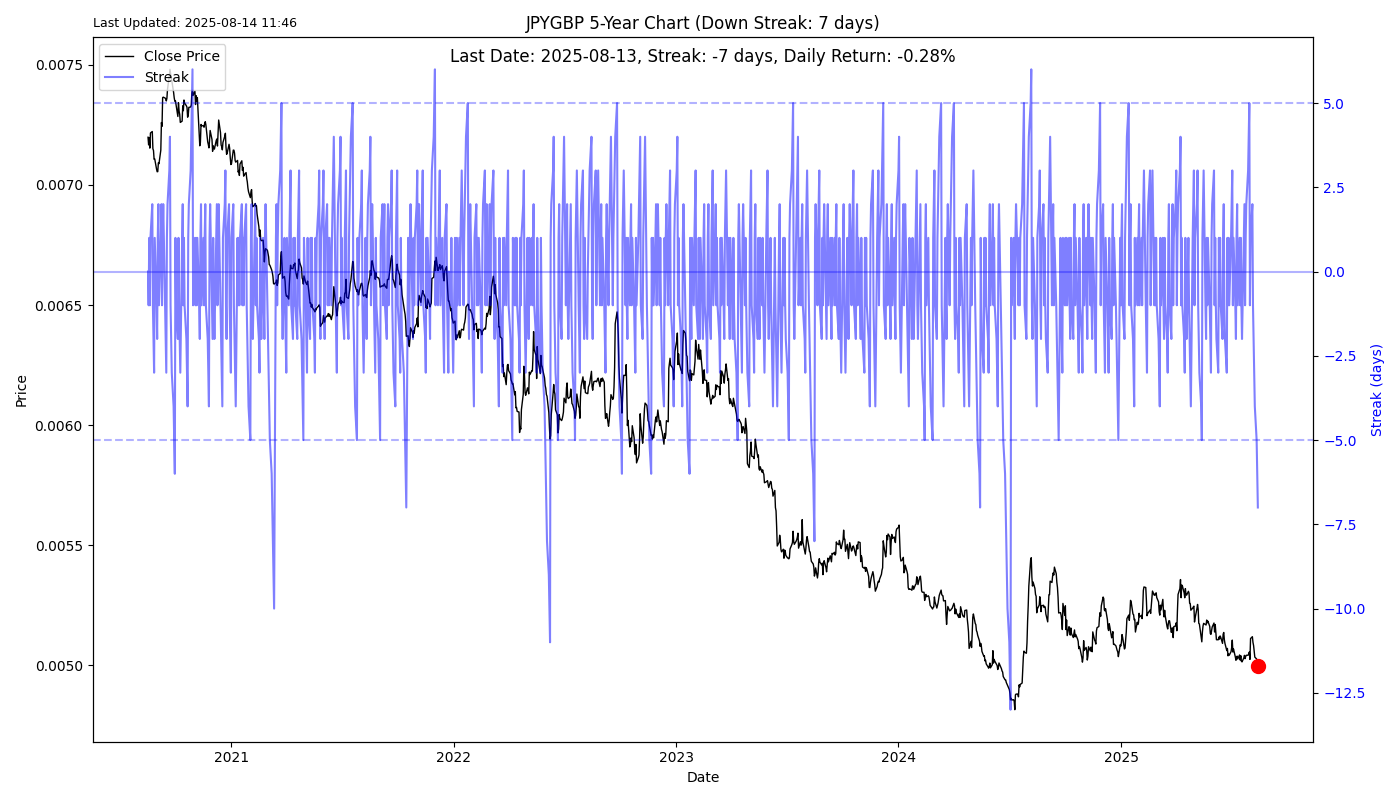 Last Updated: 2025-08-14 11:46
JPYGBP 5-Year Chart (Down Streak: 7 days)
Last Date: 2025-08-13, Streak: -7 days, Daily Return: -0.28%
Close Price
Streak
0.0075
0.0070
0.0065
0.0060
0.0055
0.0050
Price
5.0
2.5
0.0
−2.5
−5.0
−7.5
−10.0
−12.5
Streak (days)
2021
2022
2023
2024
2025
Date